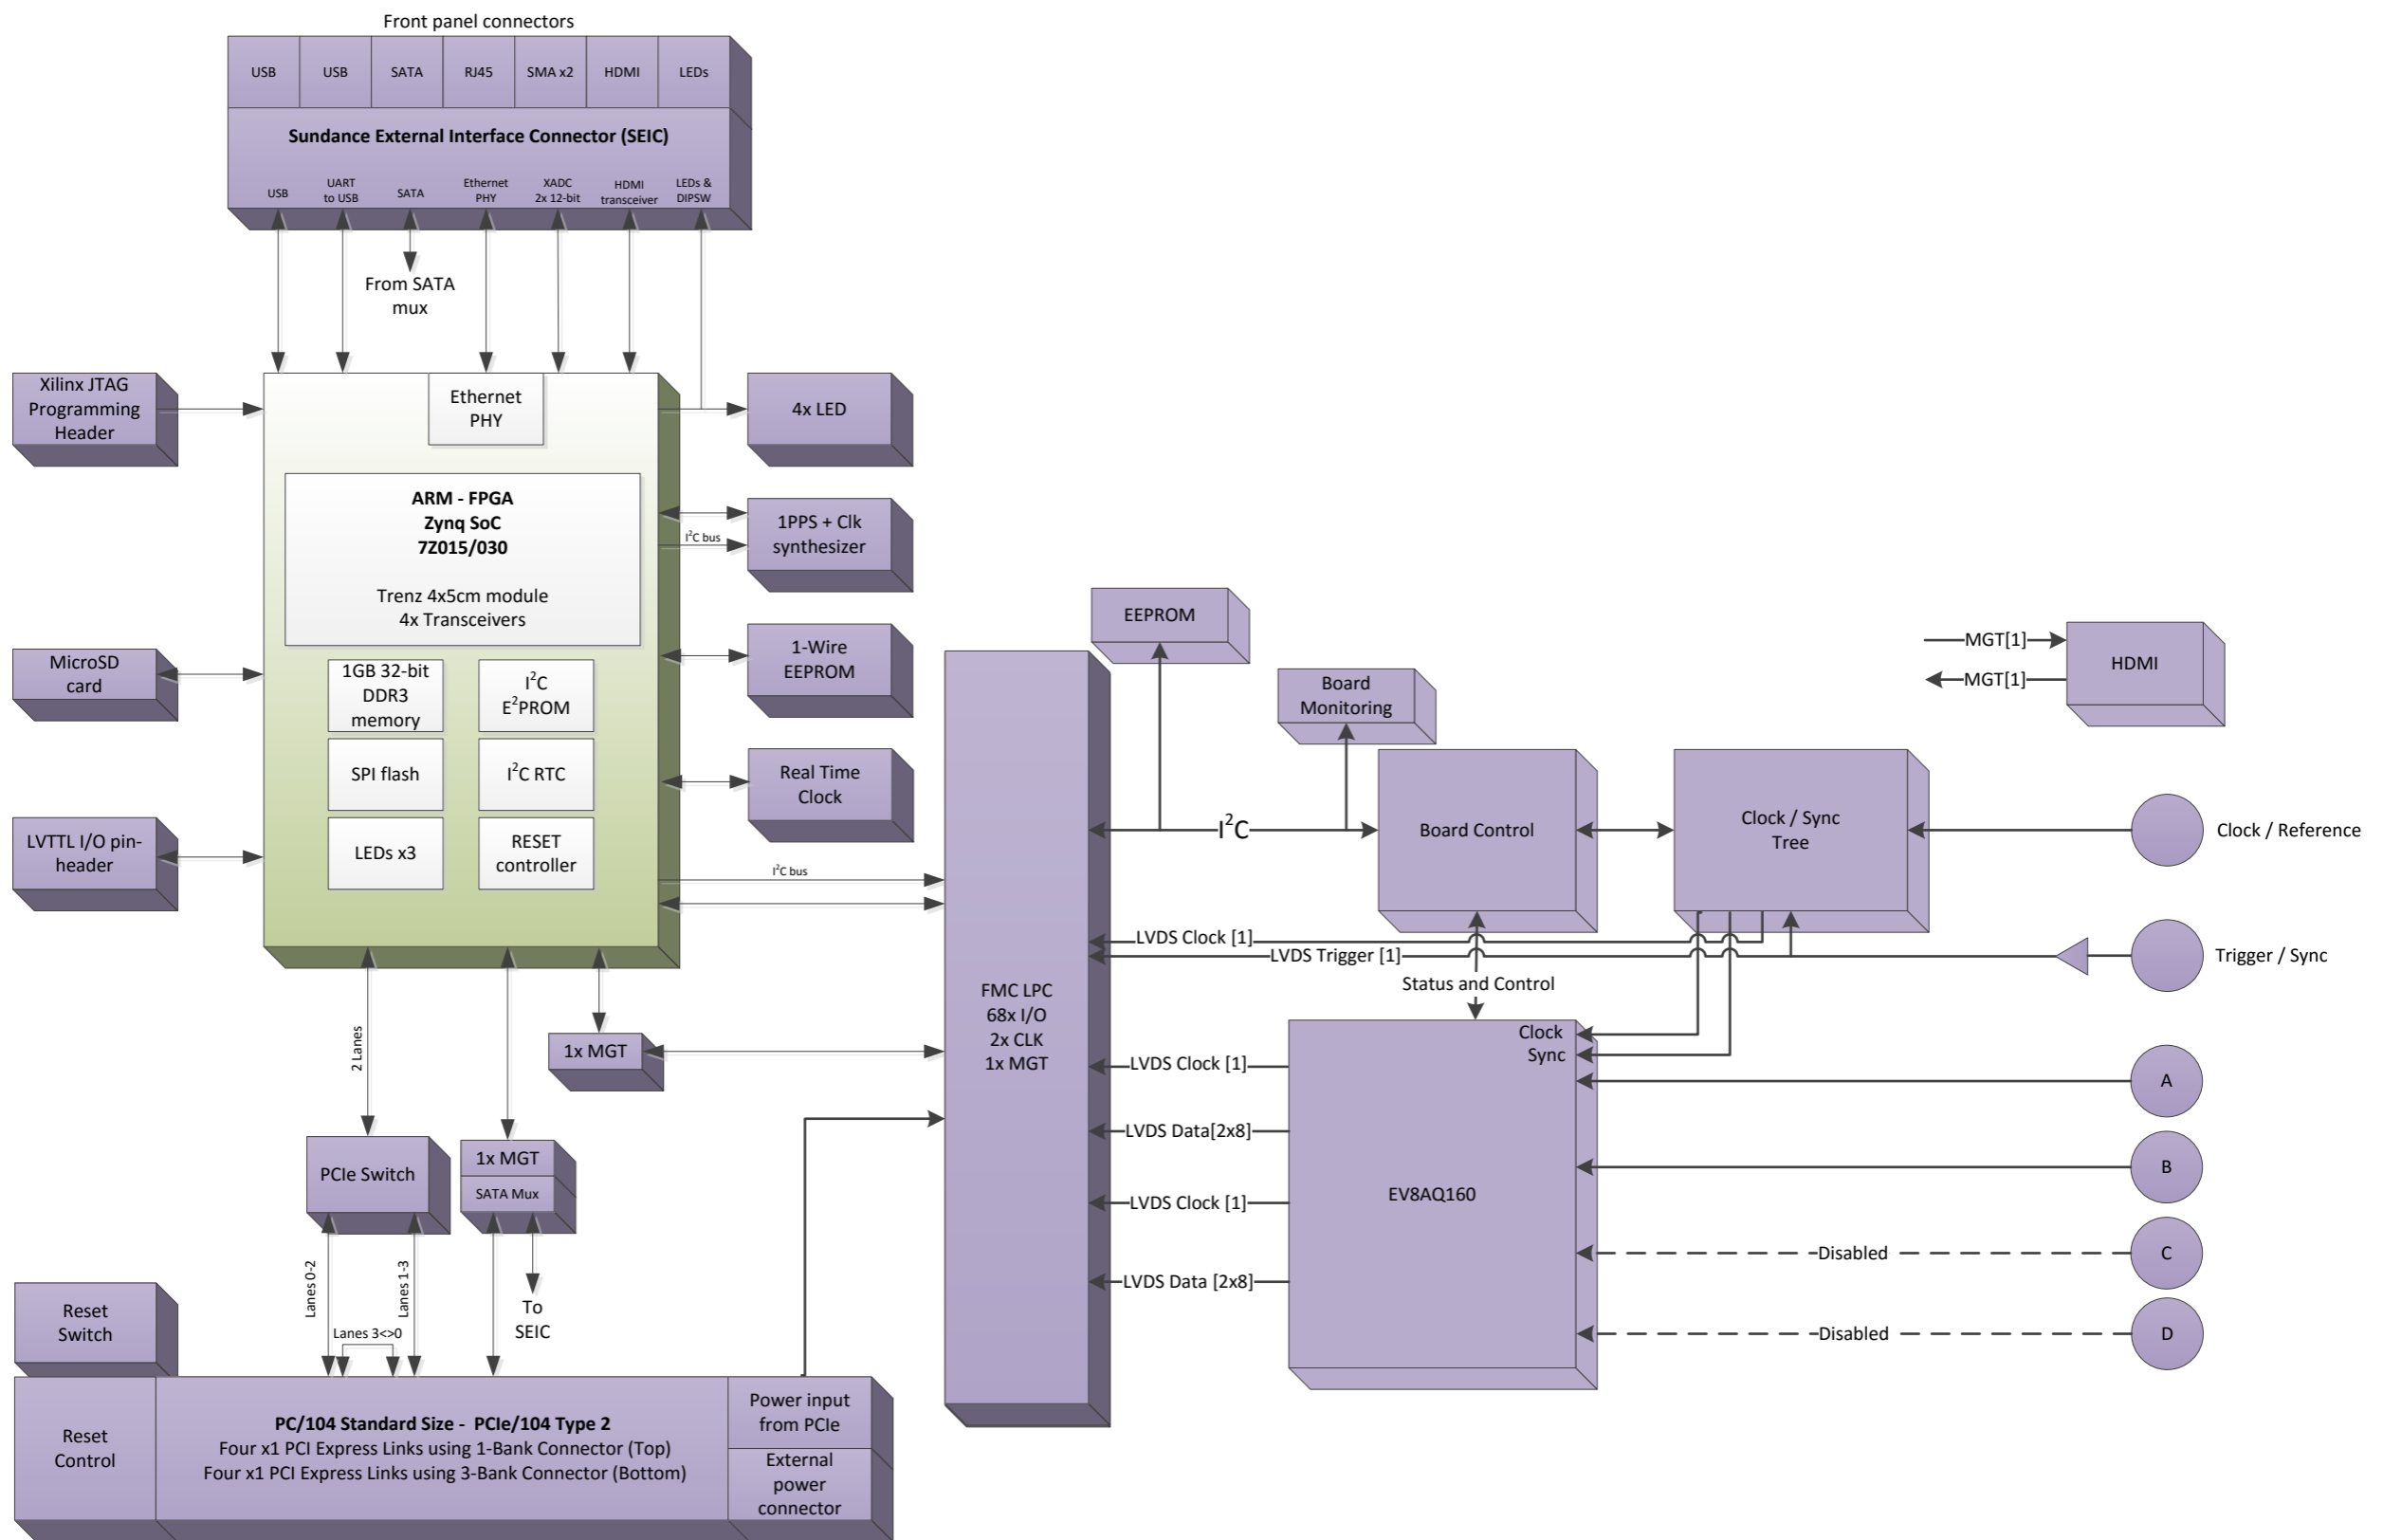 Front panel connectors
USB
USB
SATA
RJ45
SMA x2
HDMI
LEDs
Sundance External Interface Connector (SEIC)
USB
UART
to USB
SATA
Ethernet
PHY
XADC
2x 12-bit
HDMI
transceiver
LEDs &
DIPSW
From SATA
mux
Xilinx JTAG
Programming
Header
Ethernet
PHY
4x LED
ARM - FPGA
Zynq SoC
7Z015/030
Trenz 4x5cm module
4x Transceivers
I²C bus
1PPS + Clk
synthesizer
MicroSD
card
1GB 32-bit
DDR3
memory
I²C
E²PROM
1-Wire
EEPROM
SPI flash
I²C RTC
Real Time
Clock
LVTTL I/O pin-
header
LEDs x3
RESET
controller
I²C bus
EEPROM
Board
Monitoring
MGT[1]
MGT[1]
HDMI
I²C
Board Control
Clock / Sync
Tree
Clock / Reference
LVDS Clock [1]
LVDS Trigger [1]
Trigger / Sync
Status and Control
FMC LPC
68x I/O
2x CLK
1x MGT
Clock
Sync
2 Lanes
1x MGT
LVDS Clock [1]
A
LVDS Data[2x8]
B
PCIe Switch
1x MGT
SATA Mux
LVDS Clock [1]
EV8AQ160
Disabled
C
LVDS Data [2x8]
Disabled
D
Lanes 0-2
Lanes 1-3
Lanes 3<>0
To
SEIC
Reset
Switch
Reset
Control
PC/104 Standard Size - PCIe/104 Type 2
Four x1 PCI Express Links using 1-Bank Connector (Top)
Four x1 PCI Express Links using 3-Bank Connector (Bottom)
Power input
from PCIe
External
power
connector